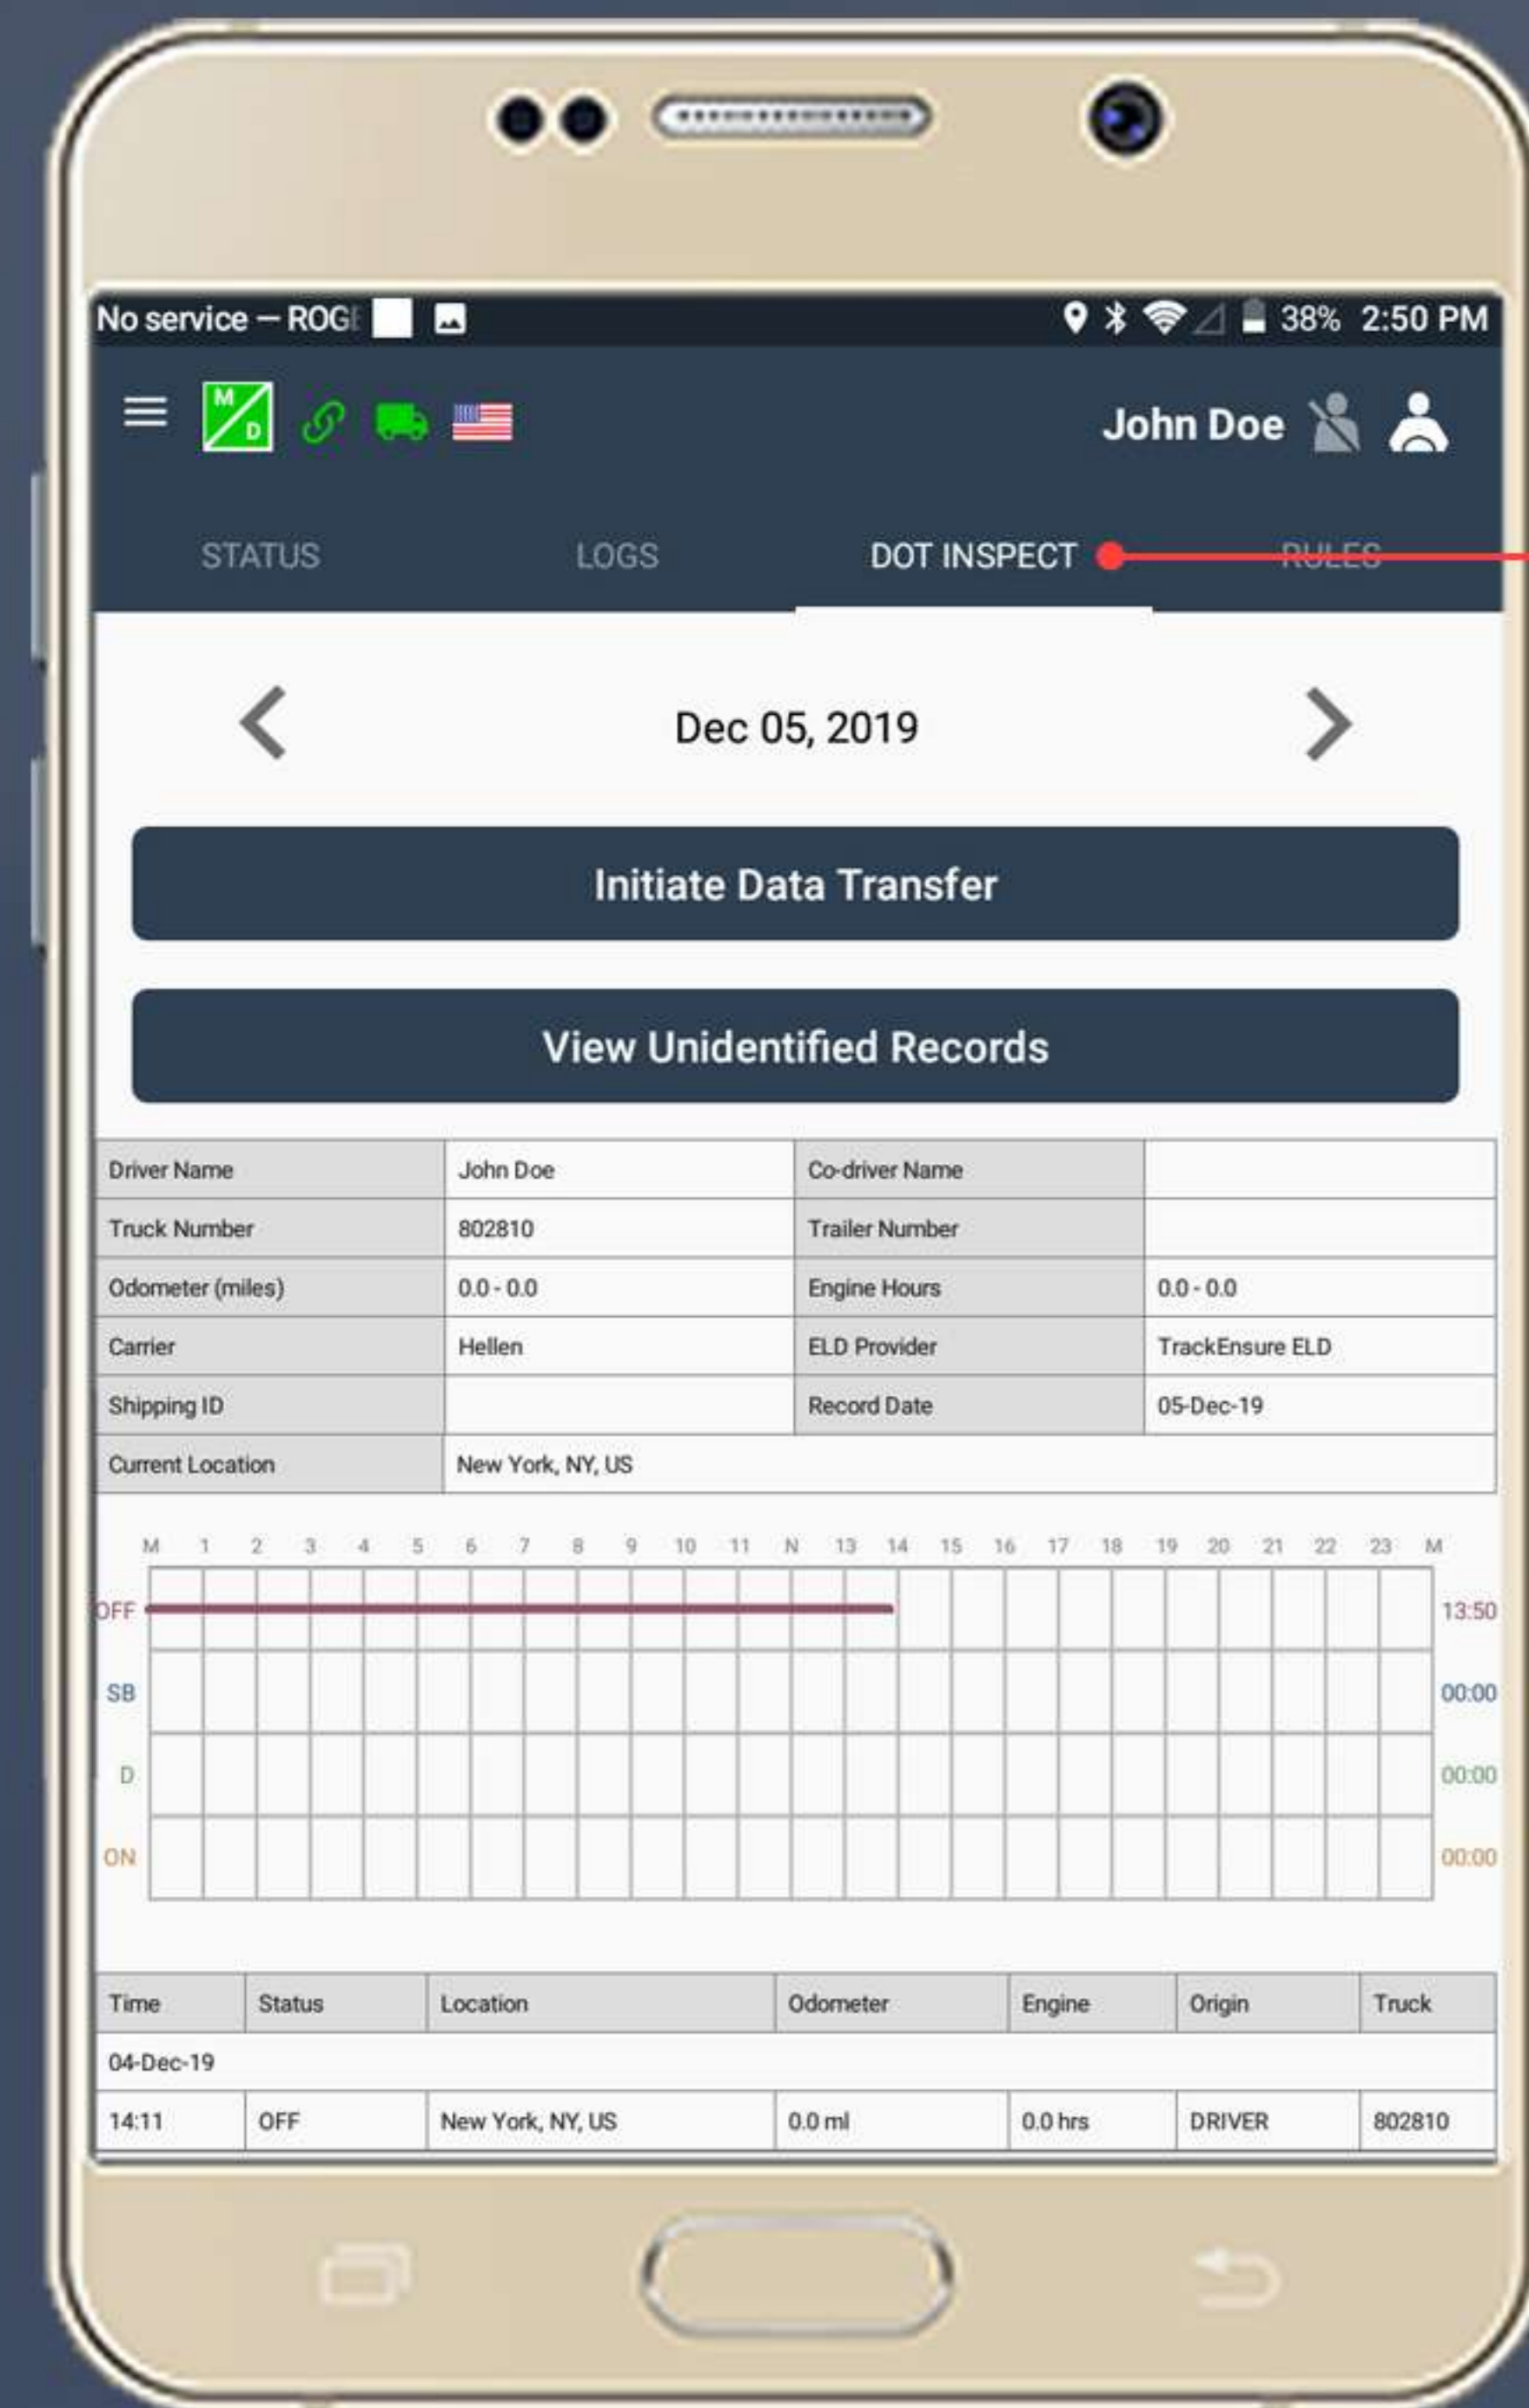 No service — ROG 38% 2:50 PM
M D John Doe
STATUS LOGS DOT INSPECT RULES
Dec 05, 2019
Initiate Data Transfer
View Unidentified Records
Driver Name John Doe Co-driver Name
Truck Number 802810 Trailer Number
Odometer (miles) 0.0 - 0.0 Engine Hours 0.0 - 0.0
Carrier Hellen ELD Provider TrackEnsure ELD
Shipping ID Record Date 05-Dec-19
Current Location New York, NY, US
M 1 2 3 4 5 6 7 8 9 10 11 N 13 14 15 16 17 18 19 20 21 22 23 M
OFF 13:50
SB 00:00
D 00:00
ON 00:00
Time Status Location Odometer Engine Origin Truck
04-Dec-19
14:11 OFF New York, NY, US 0.0 ml 0.0 hrs DRIVER 802810